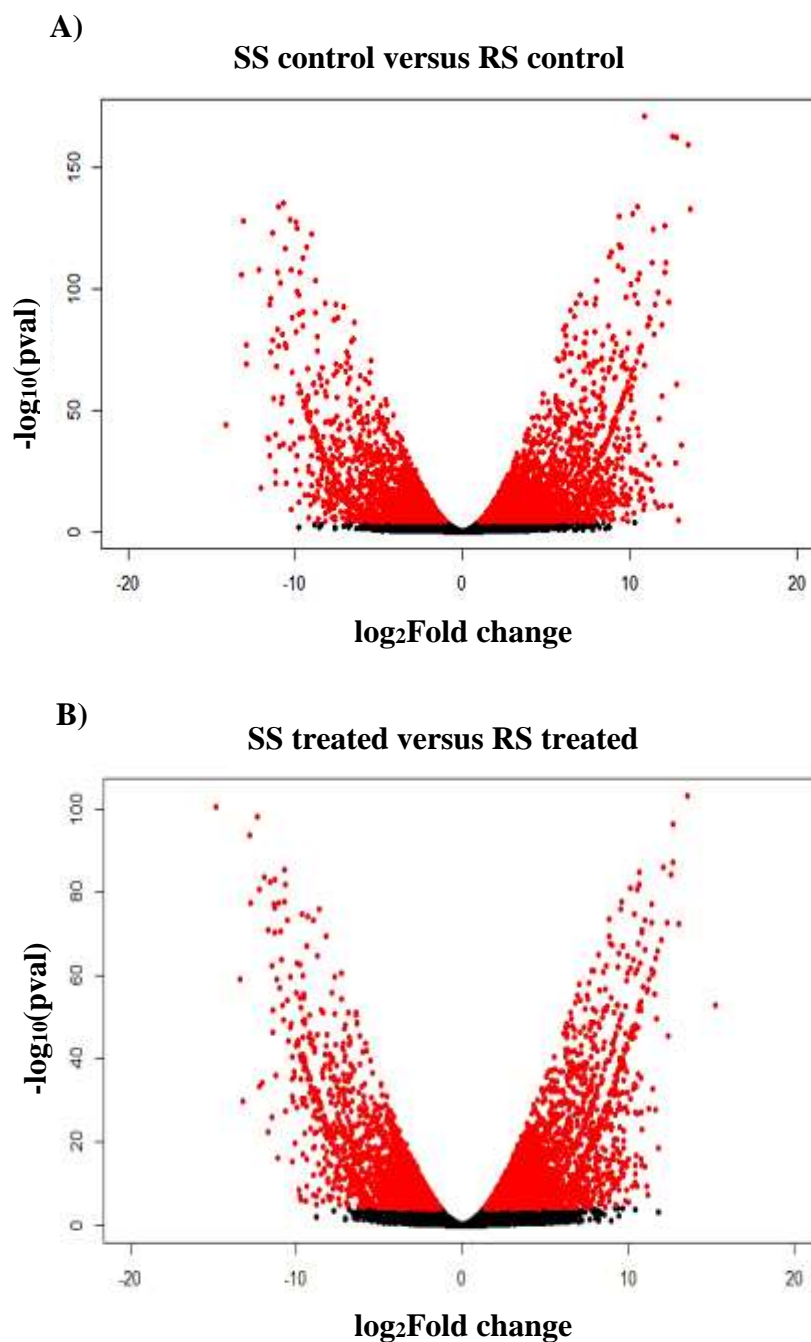 A)
SS control versus RS control
150
100
50
0
-log10(pval)
-20 -10 0 10 20
log2Fold change
B)
SS treated versus RS treated
100
80
60
40
20
0
-log10(pval)
-20 -10 0 10 20
log2Fold change